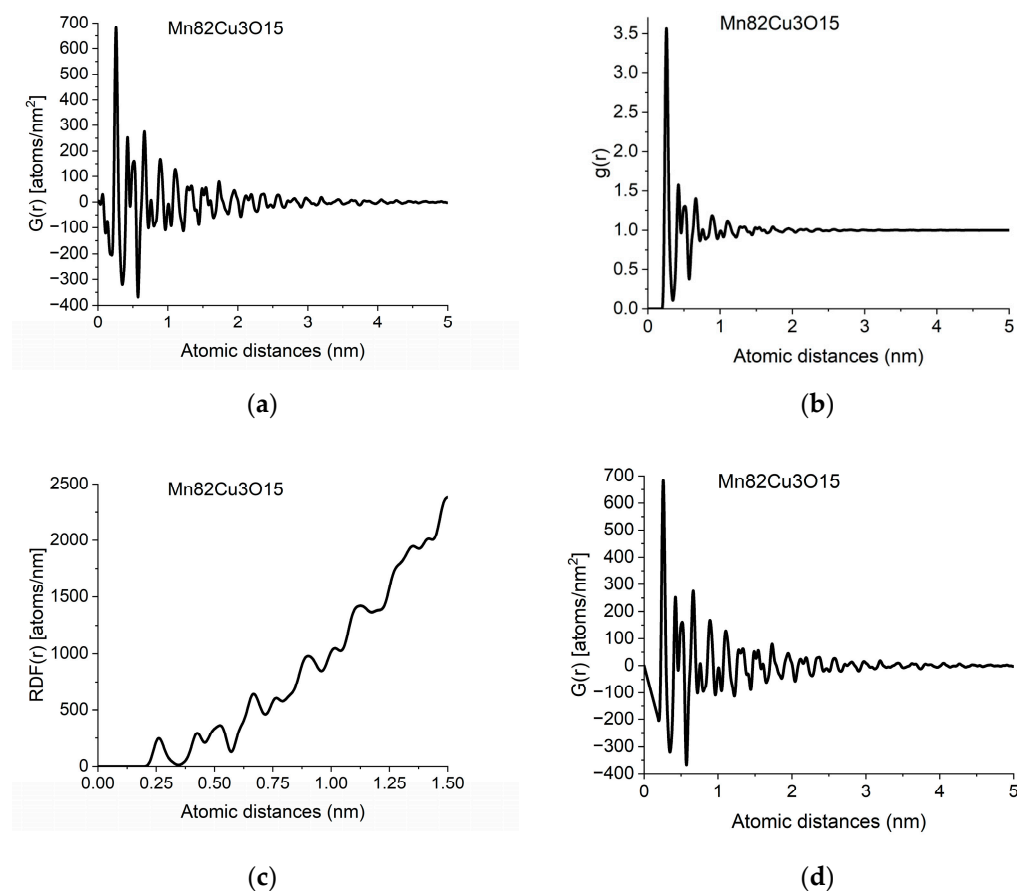 Mn82Cu3O15
G(r) [atoms/nm²]
700
600
500
400
300
200
100
0
−100
−200
−300
−400
0 1 2 3 4 5
Atomic distances (nm)
(a)
Mn82Cu3O15
g(r)
3.5
3.0
2.5
2.0
1.5
1.0
0.5
0.0
0 1 2 3 4 5
Atomic distances (nm)
(b)
Mn82Cu3O15
RDF(r) [atoms/nm]
2500
2000
1500
1000
500
0
0.00 0.25 0.50 0.75 1.00 1.25 1.50
Atomic distances (nm)
(c)
Mn82Cu3O15
G(r) [atoms/nm²]
700
600
500
400
300
200
100
0
−100
−200
−300
−400
0 1 2 3 4 5
Atomic distances (nm)
(d)